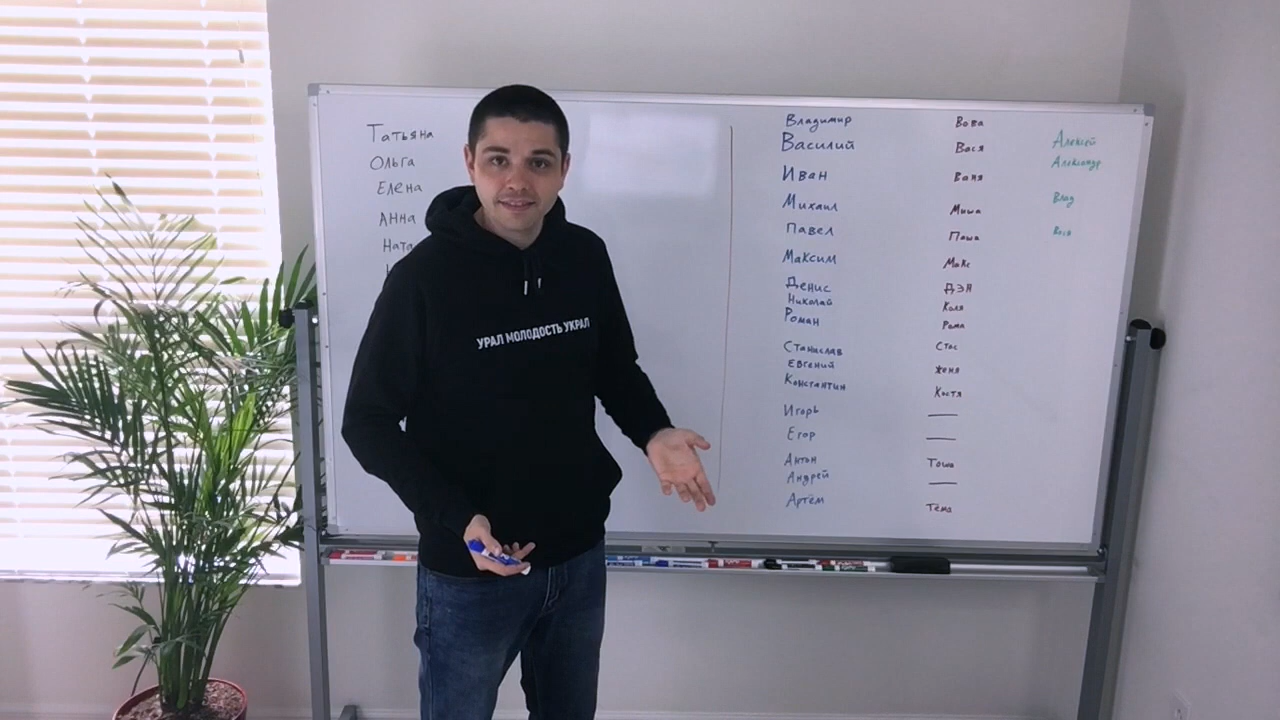 Татьяна
Ольга
Елена
Анна
Ната
УРАЛ МОЛОДОСТЬ УКРАЛ
Владимир Вова
Василий Вася
Иван Ваня
Михаил Миша
Павел Паша
Максим Макс
Денис Дэн
Николай Коля
Роман Рома
Станислав Стас
Евгений Женя
Константин Костя
Игорь —
Егор —
Антон Тоша
Андрей —
Артём Тёма
Алексей
Александр
Влад
Вася